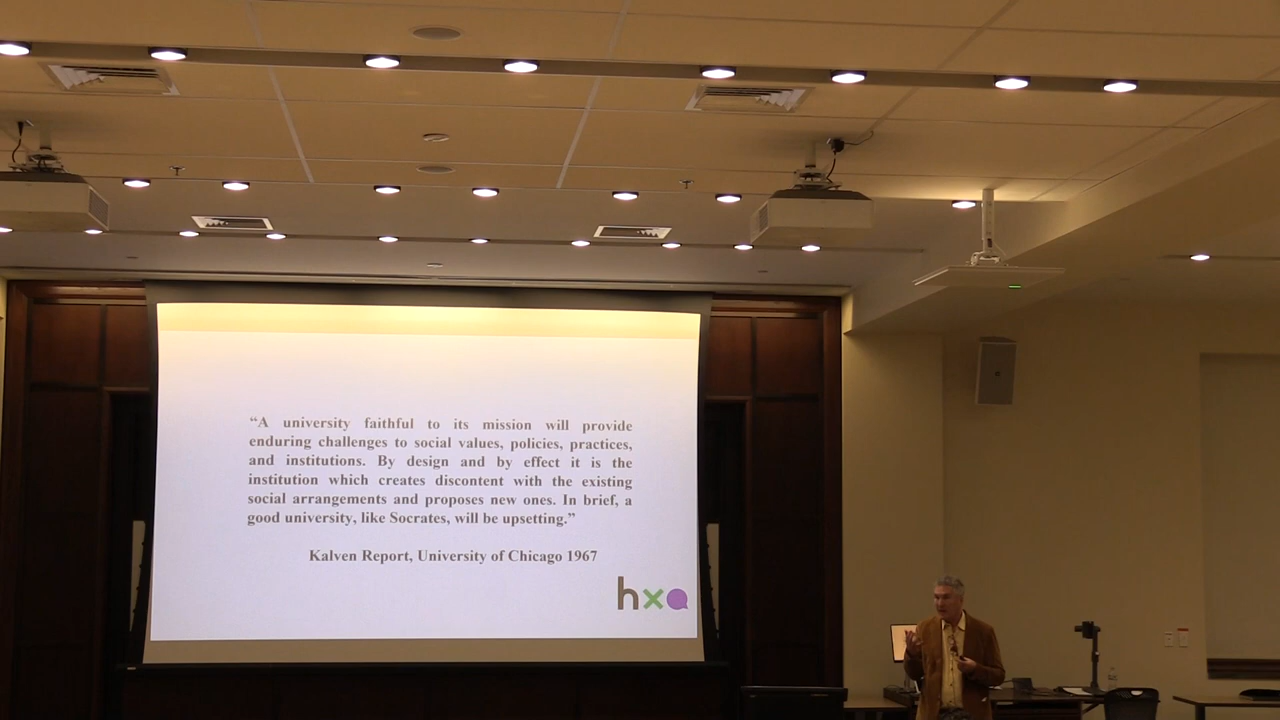 “A university faithful to its mission will provide
enduring challenges to social values, policies, practices,
and institutions. By design and by effect it is the
institution which creates discontent with the existing
social arrangements and proposes new ones. In brief, a
good university, like Socrates, will be upsetting.”
Kalven Report, University of Chicago 1967
hxa